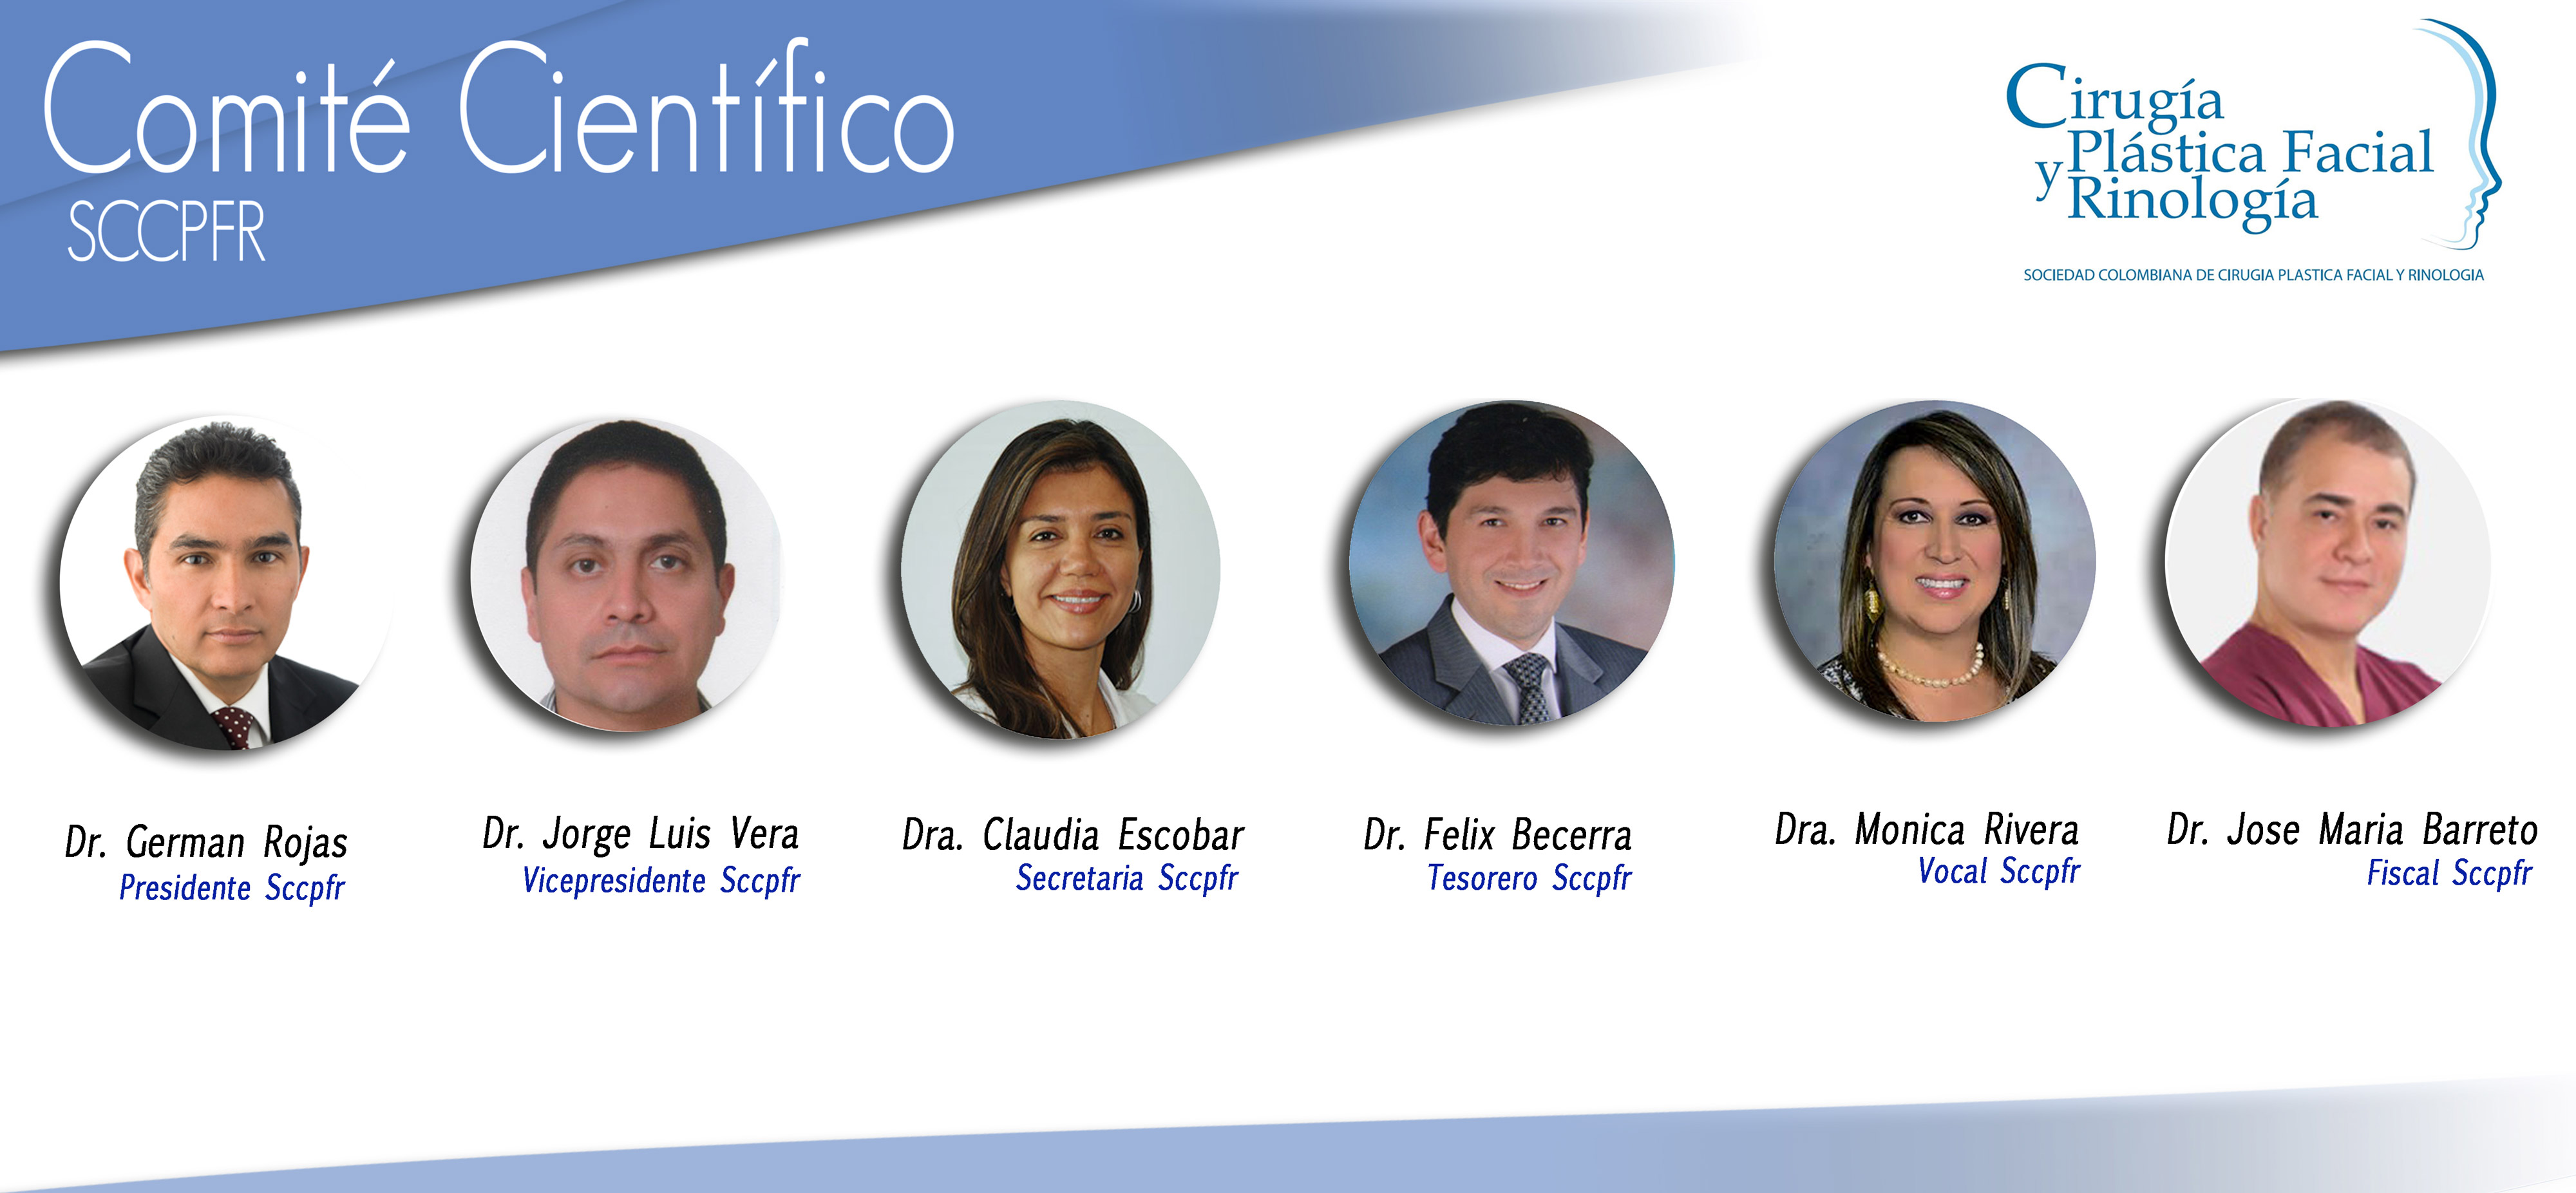 Comité Científico
SCCPFR
Cirugía
Plástica Facial
y Rinología
SOCIEDAD COLOMBIANA DE CIRUGIA PLASTICA FACIAL Y RINOLOGIA
Dr. German Rojas
Presidente Sccpfr
Dr. Jorge Luis Vera
Vicepresidente Sccpfr
Dra. Claudia Escobar
Secretaria Sccpfr
Dr. Felix Becerra
Tesorero Sccpfr
Dra. Monica Rivera
Vocal Sccpfr
Dr. Jose Maria Barreto
Fiscal Sccpfr